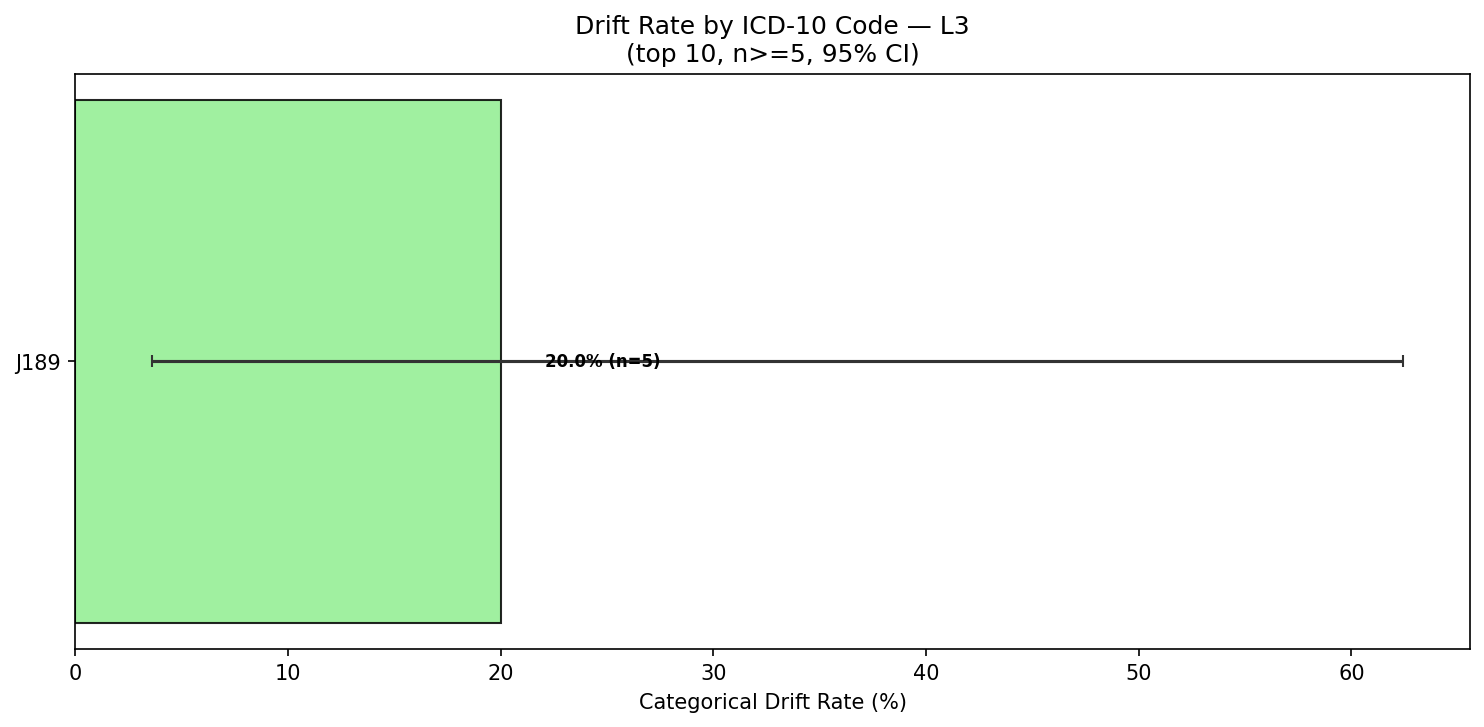 Drift Rate by ICD-10 Code — L3
(top 10, n>=5, 95% CI)
J189
20.0% (n=5)
0 10 20 30 40 50 60
Categorical Drift Rate (%)